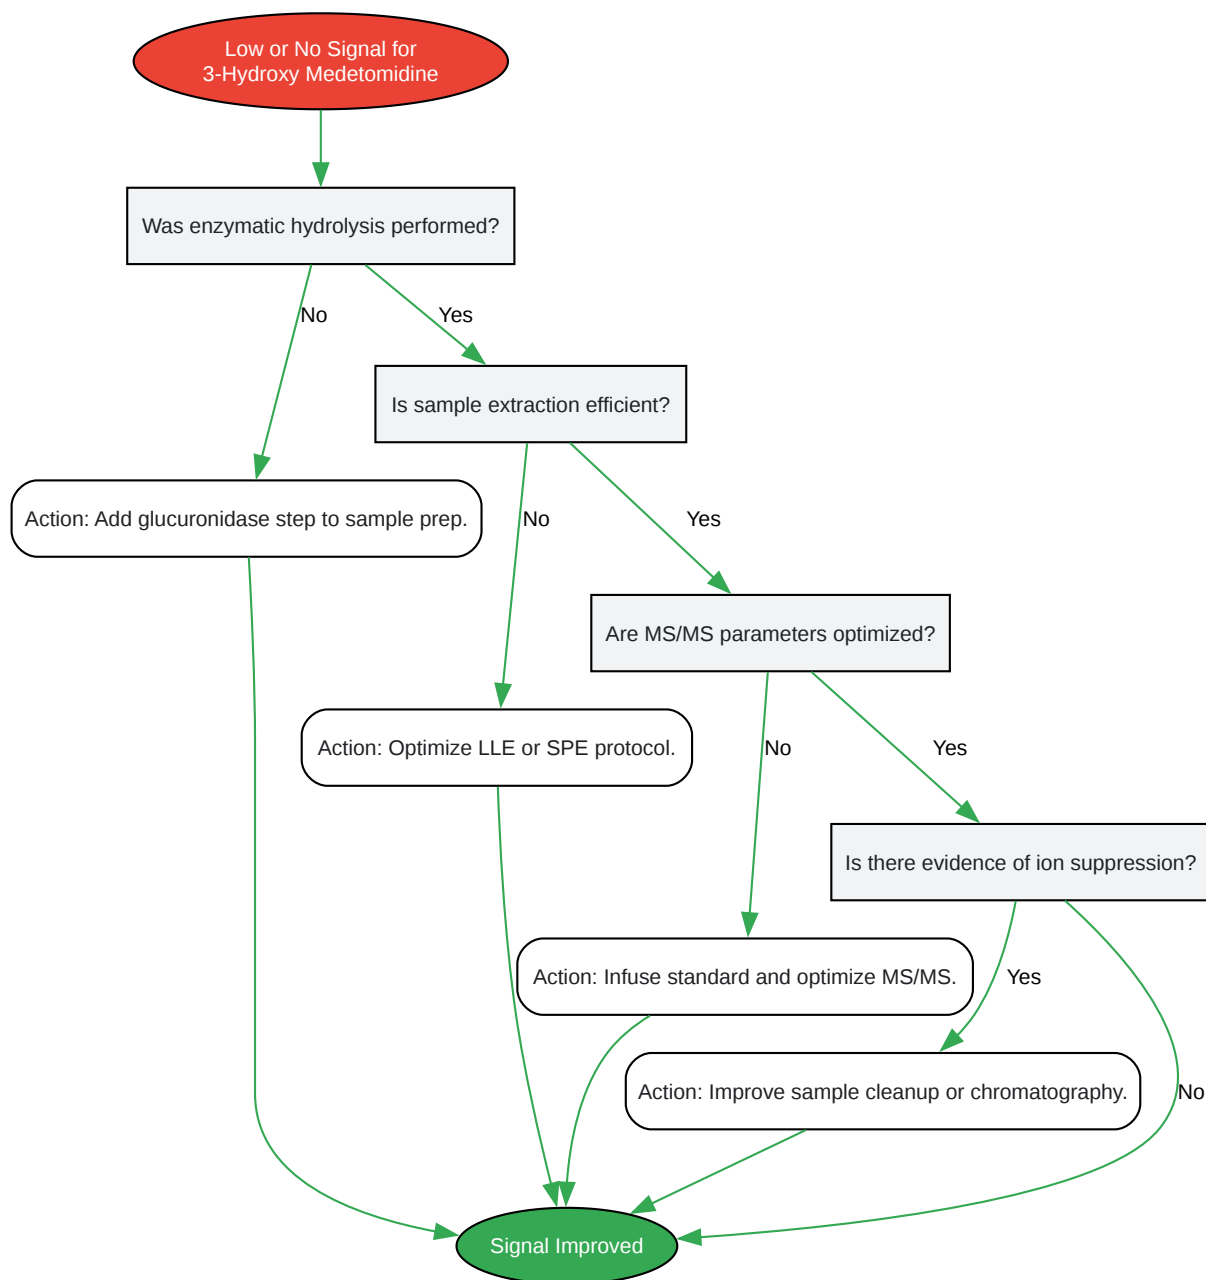 Low or No Signal for
3-Hydroxy Medetomidine
Was enzymatic hydrolysis performed?
No
Yes
Is sample extraction efficient?
Action: Add glucuronidase step to sample prep.
No
Yes
Are MS/MS parameters optimized?
Action: Optimize LLE or SPE protocol.
No
Yes
Is there evidence of ion suppression?
Action: Infuse standard and optimize MS/MS.
Yes
Action: Improve sample cleanup or chromatography.
No
Signal Improved